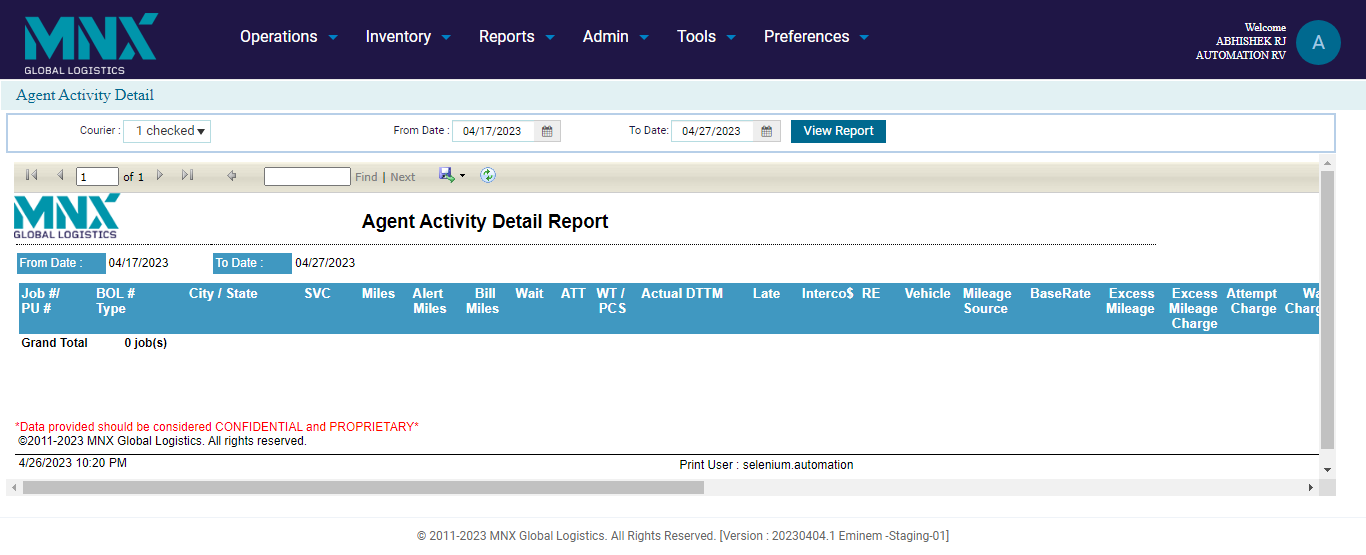 MNX
GLOBAL LOGISTICS
Operations Inventory Reports Admin Tools Preferences
Welcome
ABHISHEK RJ
AUTOMATION RV
A
Agent Activity Detail
Courier : 1 checked From Date : 04/17/2023 To Date: 04/27/2023 View Report
1 of 1 Find | Next
MNX
GLOBAL LOGISTICS
Agent Activity Detail Report
From Date : 04/17/2023 To Date : 04/27/2023
Job #/ BOL # City / State SVC Miles Alert Bill Wait ATT WT / Actual DTTM Late Interco$ RE Vehicle Mileage BaseRate Excess Excess Attempt Wa
PU # Type Miles Miles PCS Source Mileage Mileage Charge Charg
Charge
Grand Total 0 job(s)
*Data provided should be considered CONFIDENTIAL and PROPRIETARY*
©2011-2023 MNX Global Logistics. All rights reserved.
4/26/2023 10:20 PM Print User : selenium.automation
© 2011-2023 MNX Global Logistics. All Rights Reserved. [Version : 20230404.1 Eminem -Staging-01]